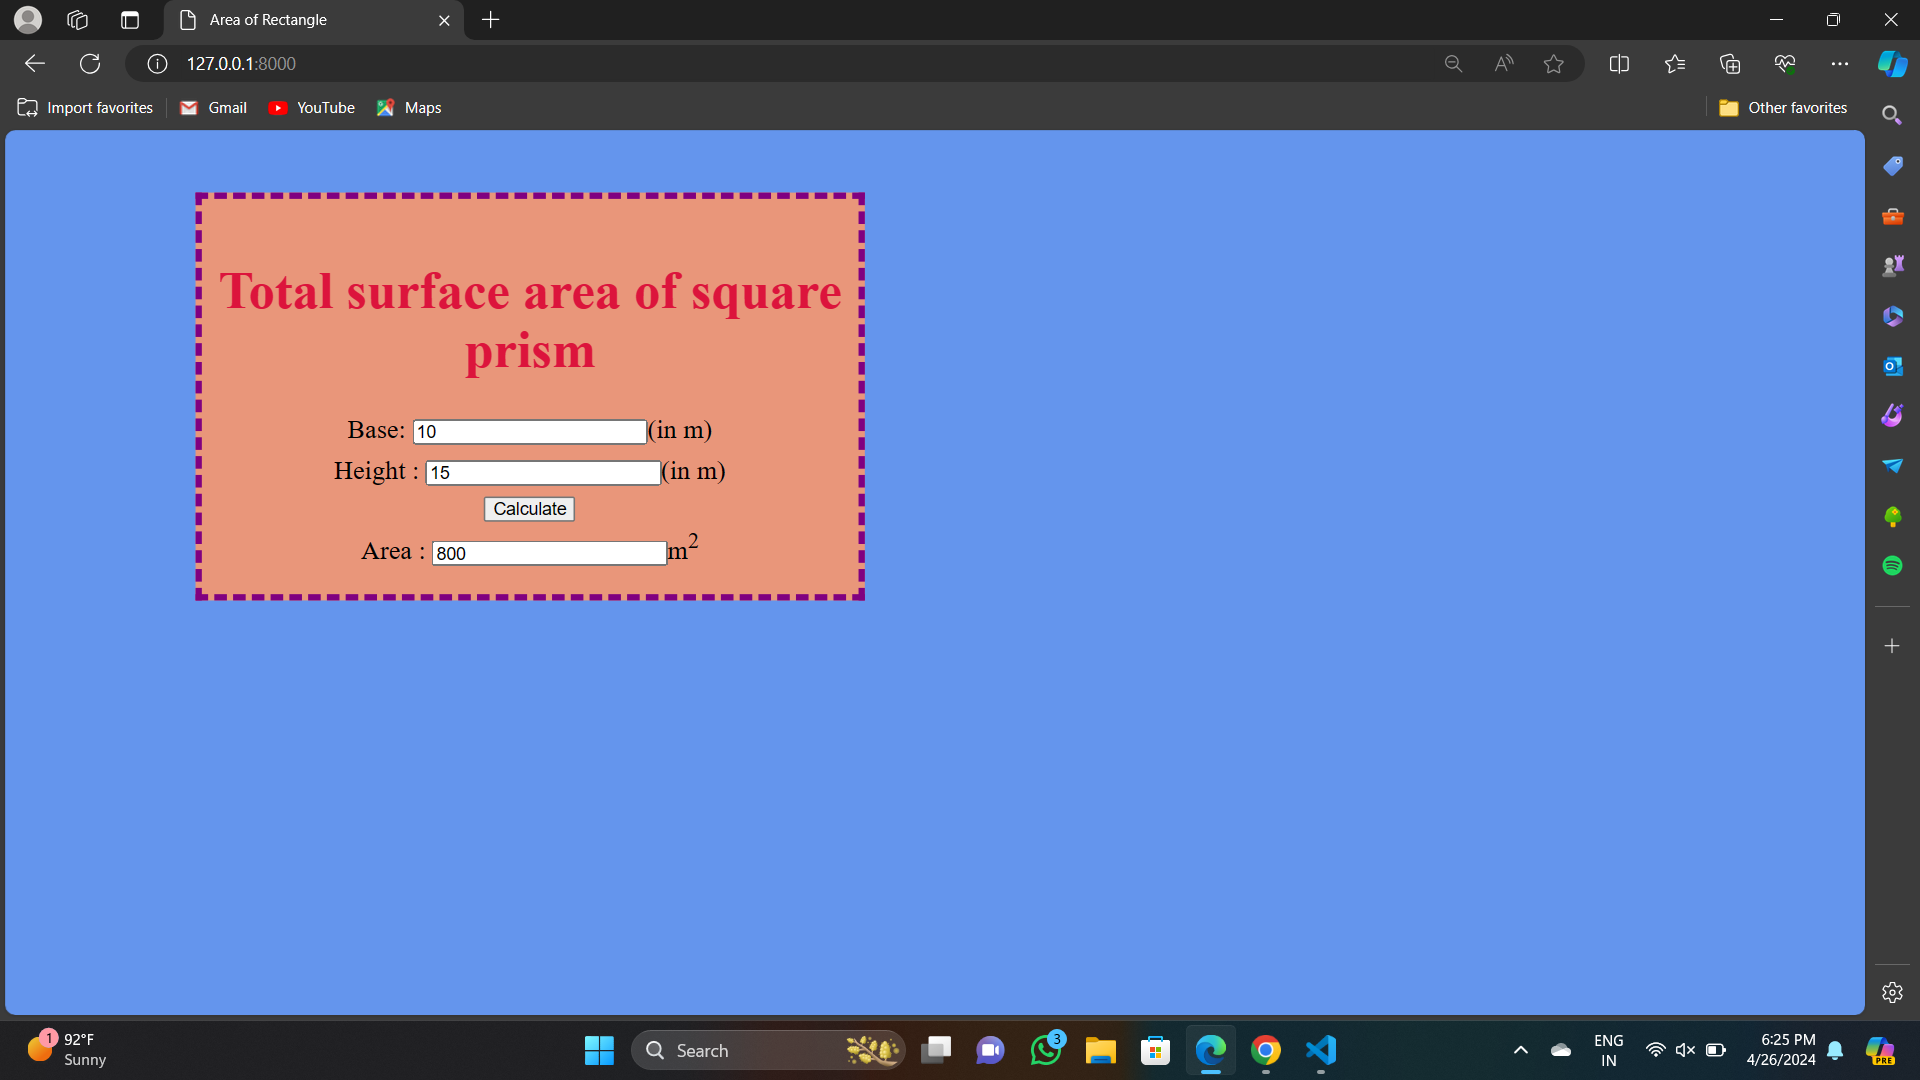 Area of Rectangle
127.0.0.1:8000
Import favorites Gmail YouTube Maps Other favorites
Total surface area of square
prism
Base: 10 (in m)
Height : 15 (in m)
Calculate
Area : 800 m2
1 92°F
Sunny
Search
3
ENG
IN
6:25 PM
4/26/2024
PRE